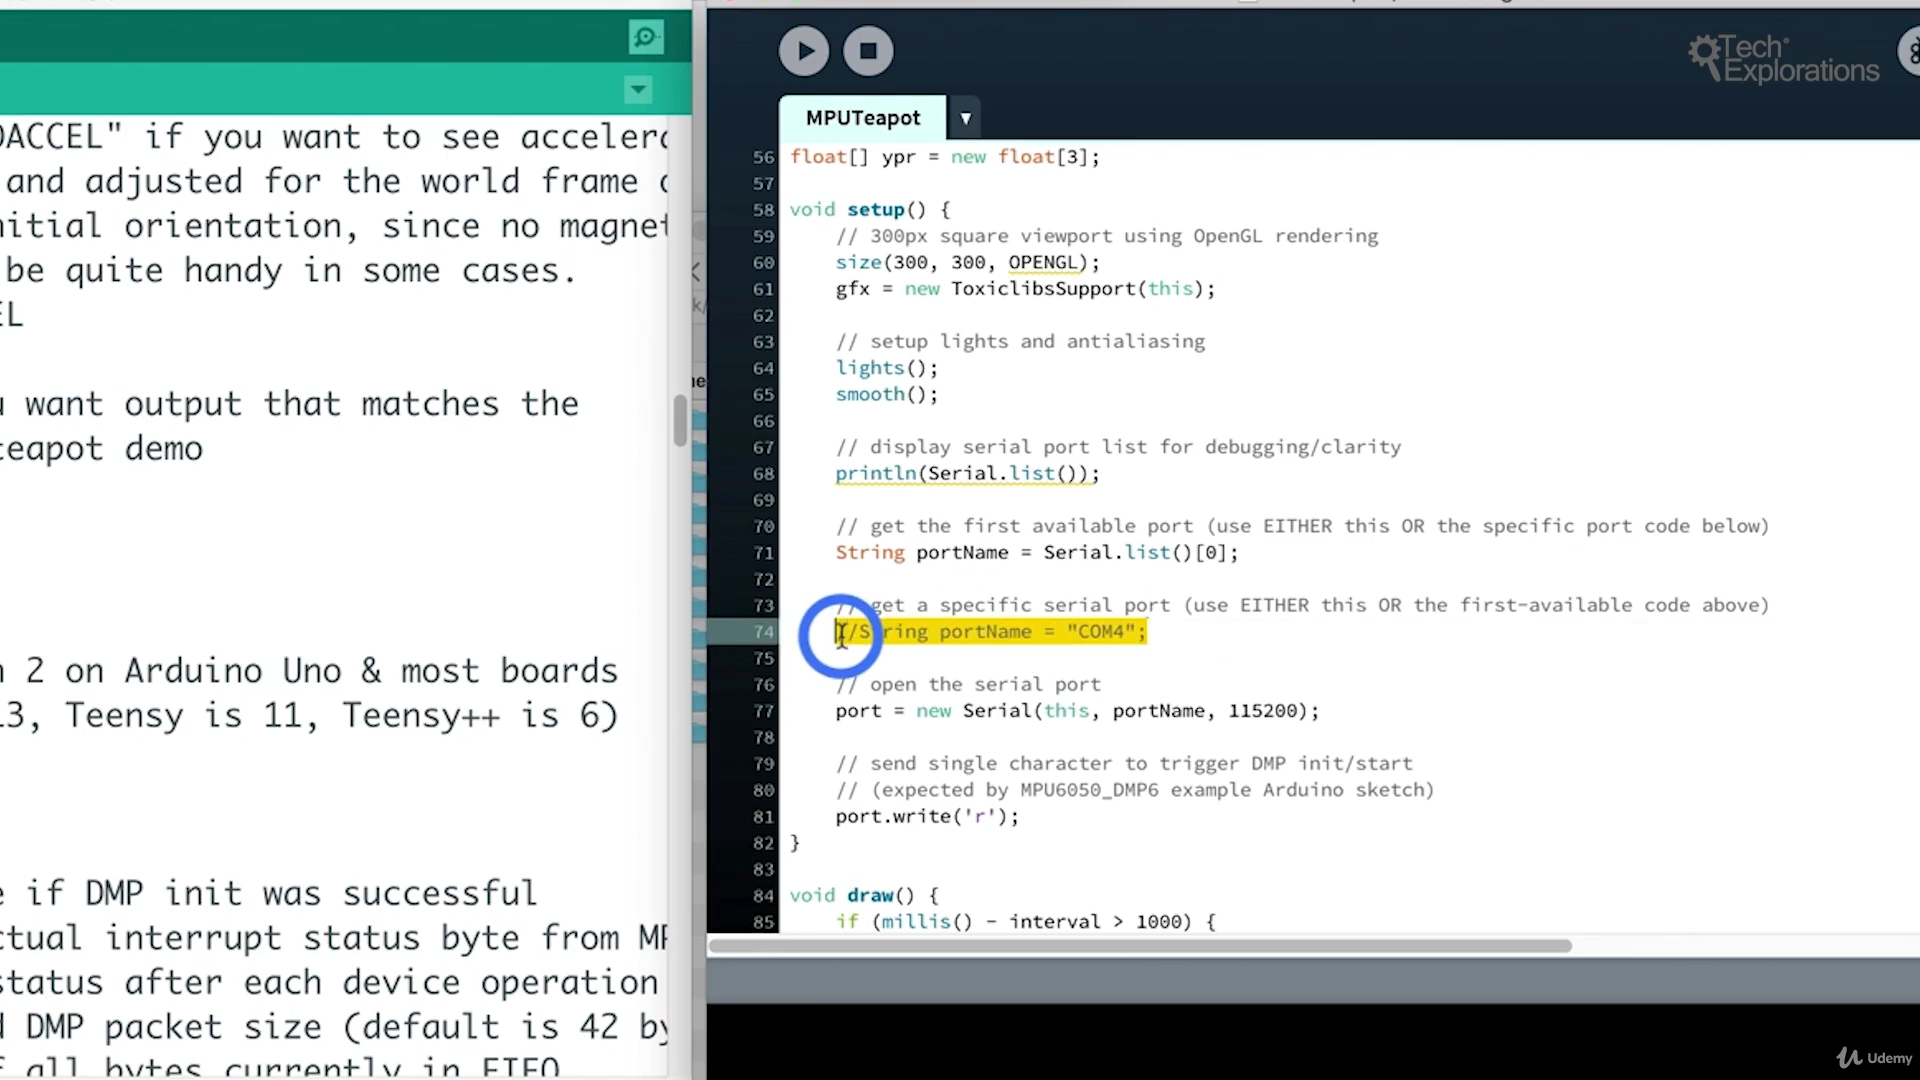 if you want to see
and adjusted for the world frame
orientation, since no
be quite handy in some cases.
want output that matches the
teapot demo
2 on Arduino Uno & most boards
Teensy is 11, Teensy++ is 6)
if DMP init was successful
interrupt status byte from
status after each device operation
DMP packet size (default is 42
all bytes currently in FIFO
Tech
Explorations
MPUTeapot
56 float[] ypr = new float[3];
57
58 void setup() {
59 // 300px square viewport using OpenGL rendering
60 size(300, 300, OPENGL);
61 gfx = new ToxiclibsSupport(this);
62
63 // setup lights and antialiasing
64 lights();
65 smooth();
66
67 // display serial port list for debugging/clarity
68 println(Serial.list());
69
70 // get the first available port (use EITHER this OR the specific port code below)
71 String portName = Serial.list()[0];
72
73 // get a specific serial port (use EITHER this OR the first-available code above)
74 //String portName = "COM4";
75
76 // open the serial port
77 port = new Serial(this, portName, 115200);
78
79 // send single character to trigger DMP init/start
80 // (expected by MPU6050_DMP6 example Arduino sketch)
81 port.write('r');
82 }
83
84 void draw() {
85 if (millis() - interval > 1000) {
Udemy